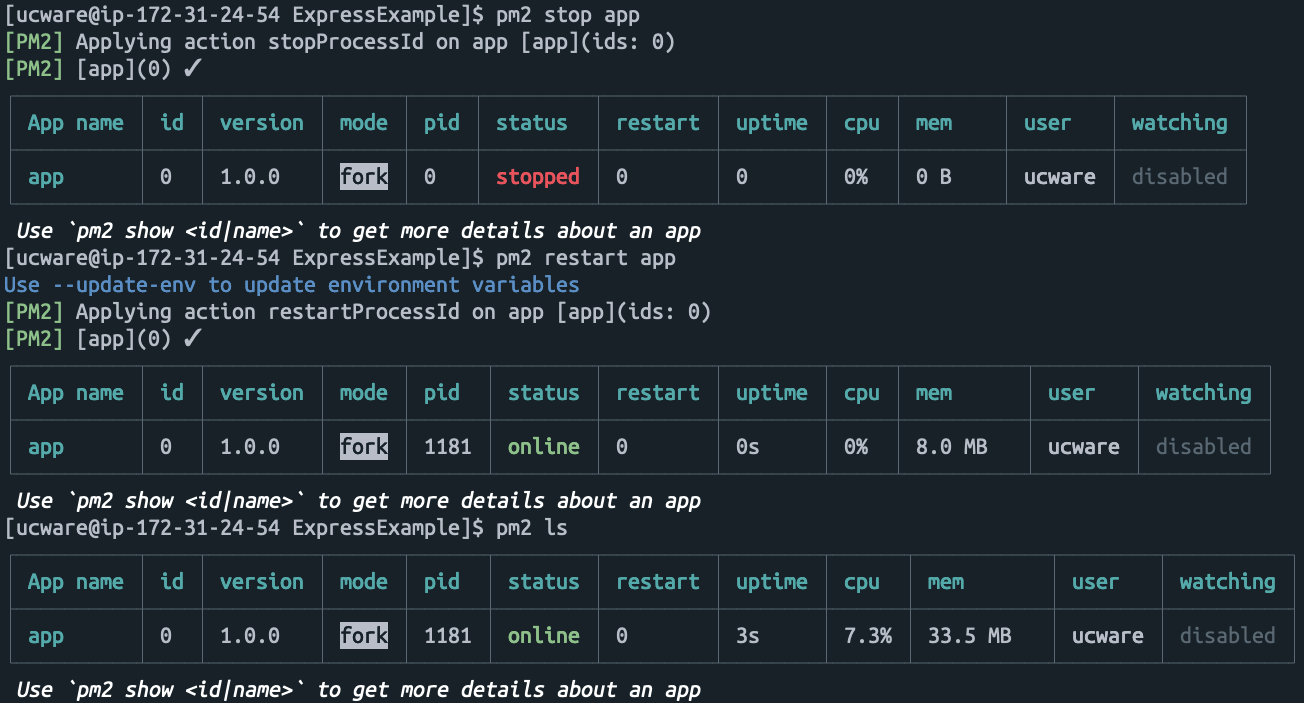 [ucware@ip-172-31-24-54 ExpressExample]$ pm2 stop app
[PM2] Applying action stopProcessId on app [app](ids: 0)
[PM2] [app](0) ✓
App name id version mode pid status restart uptime cpu mem user watching
app 0 1.0.0 fork 0 stopped 0 0 0% 0 B ucware disabled
Use `pm2 show <id|name>` to get more details about an app
[ucware@ip-172-31-24-54 ExpressExample]$ pm2 restart app
Use --update-env to update environment variables
[PM2] Applying action restartProcessId on app [app](ids: 0)
[PM2] [app](0) ✓
App name id version mode pid status restart uptime cpu mem user watching
app 0 1.0.0 fork 1181 online 0 0s 0% 8.0 MB ucware disabled
Use `pm2 show <id|name>` to get more details about an app
[ucware@ip-172-31-24-54 ExpressExample]$ pm2 ls
App name id version mode pid status restart uptime cpu mem user watching
app 0 1.0.0 fork 1181 online 0 3s 7.3% 33.5 MB ucware disabled
Use `pm2 show <id|name>` to get more details about an app